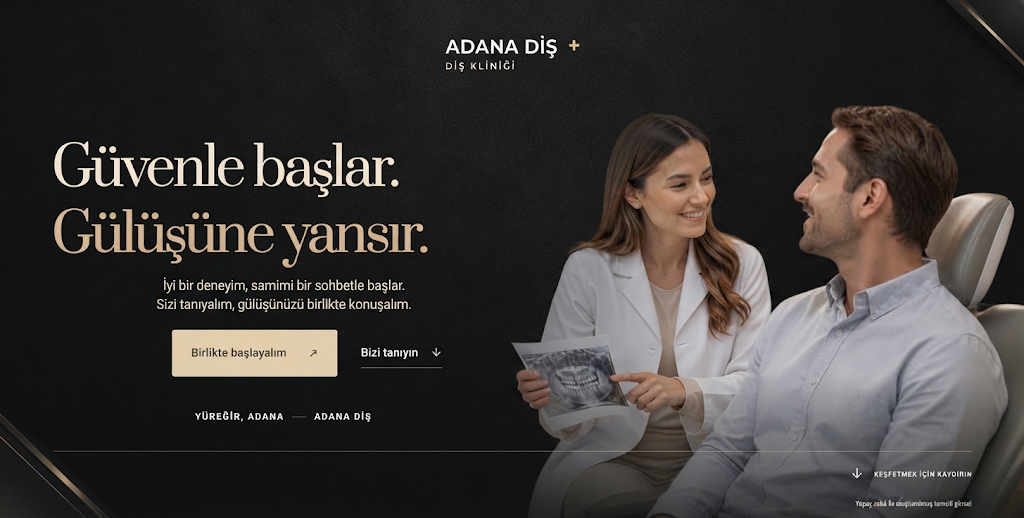 ADANA DİŞ +
DİŞ KLİNİĞİ
Güvenle başlar.
Gülüşüne yansır.
İyi bir deneyim, samimi bir sohbetle başlar.
Sizi tanıyalım, gülüşünüzü birlikte konuşalım.
Birlikte başlayalım ↗
Bizi tanıyın ↓
YÜREĞİR, ADANA — ADANA DİŞ
↓ KEŞFETMEK İÇİN KAYDIRIN